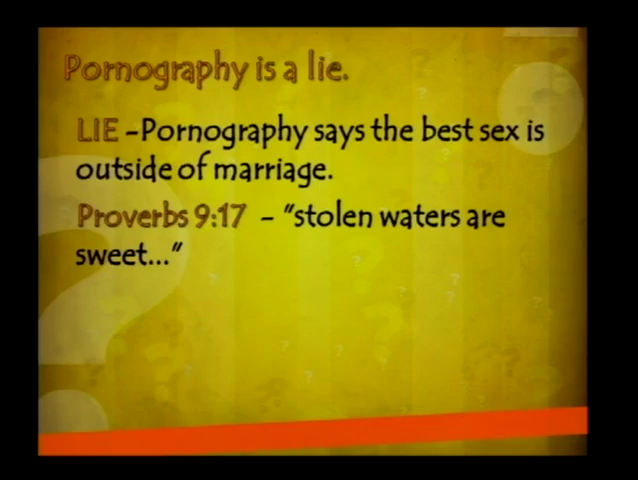 Pornography is a lie.
LIE -Pornography says the best sex is
outside of marriage.
Proverbs 9:17 - "stolen waters are
sweet..."